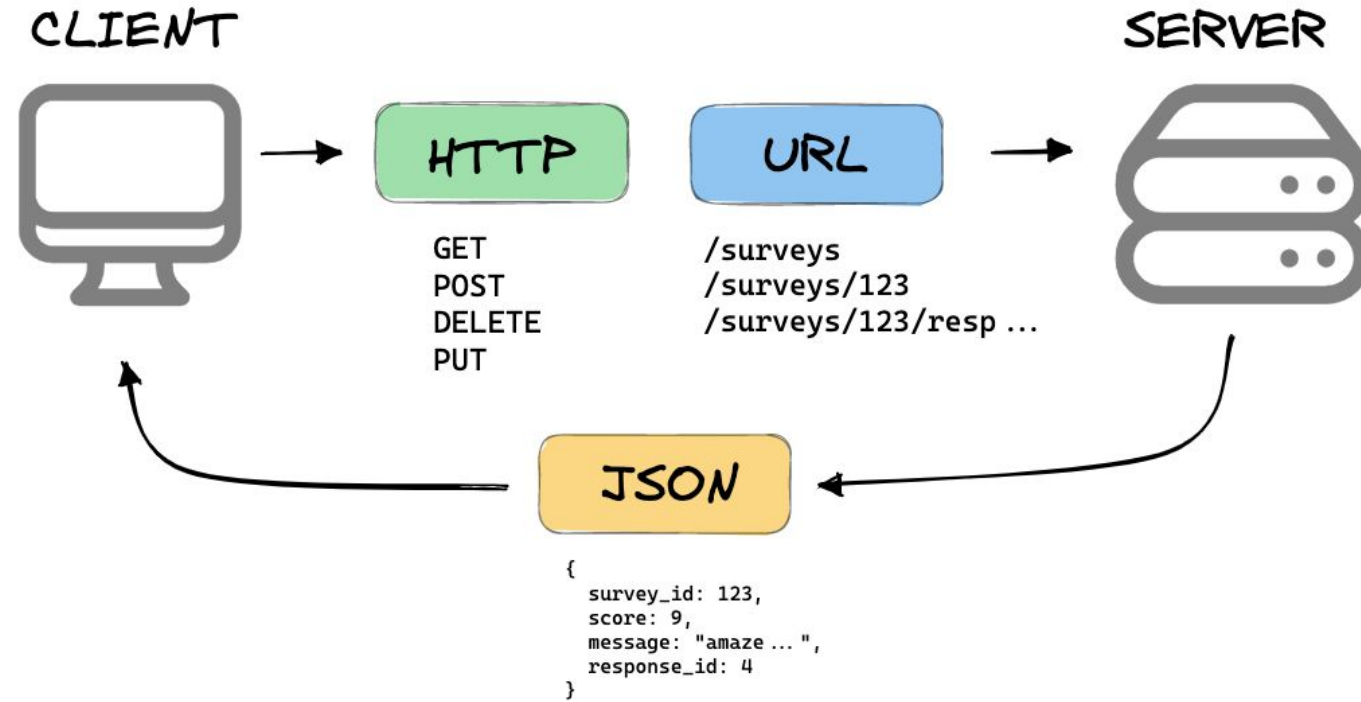 CLIENT
SERVER
HTTP
URL
GET
POST
DELETE
PUT
/surveys
/surveys/123
/surveys/123/resp ...
JSON
{
survey_id: 123,
score: 9,
message: "amaze ... ",
response_id: 4
}